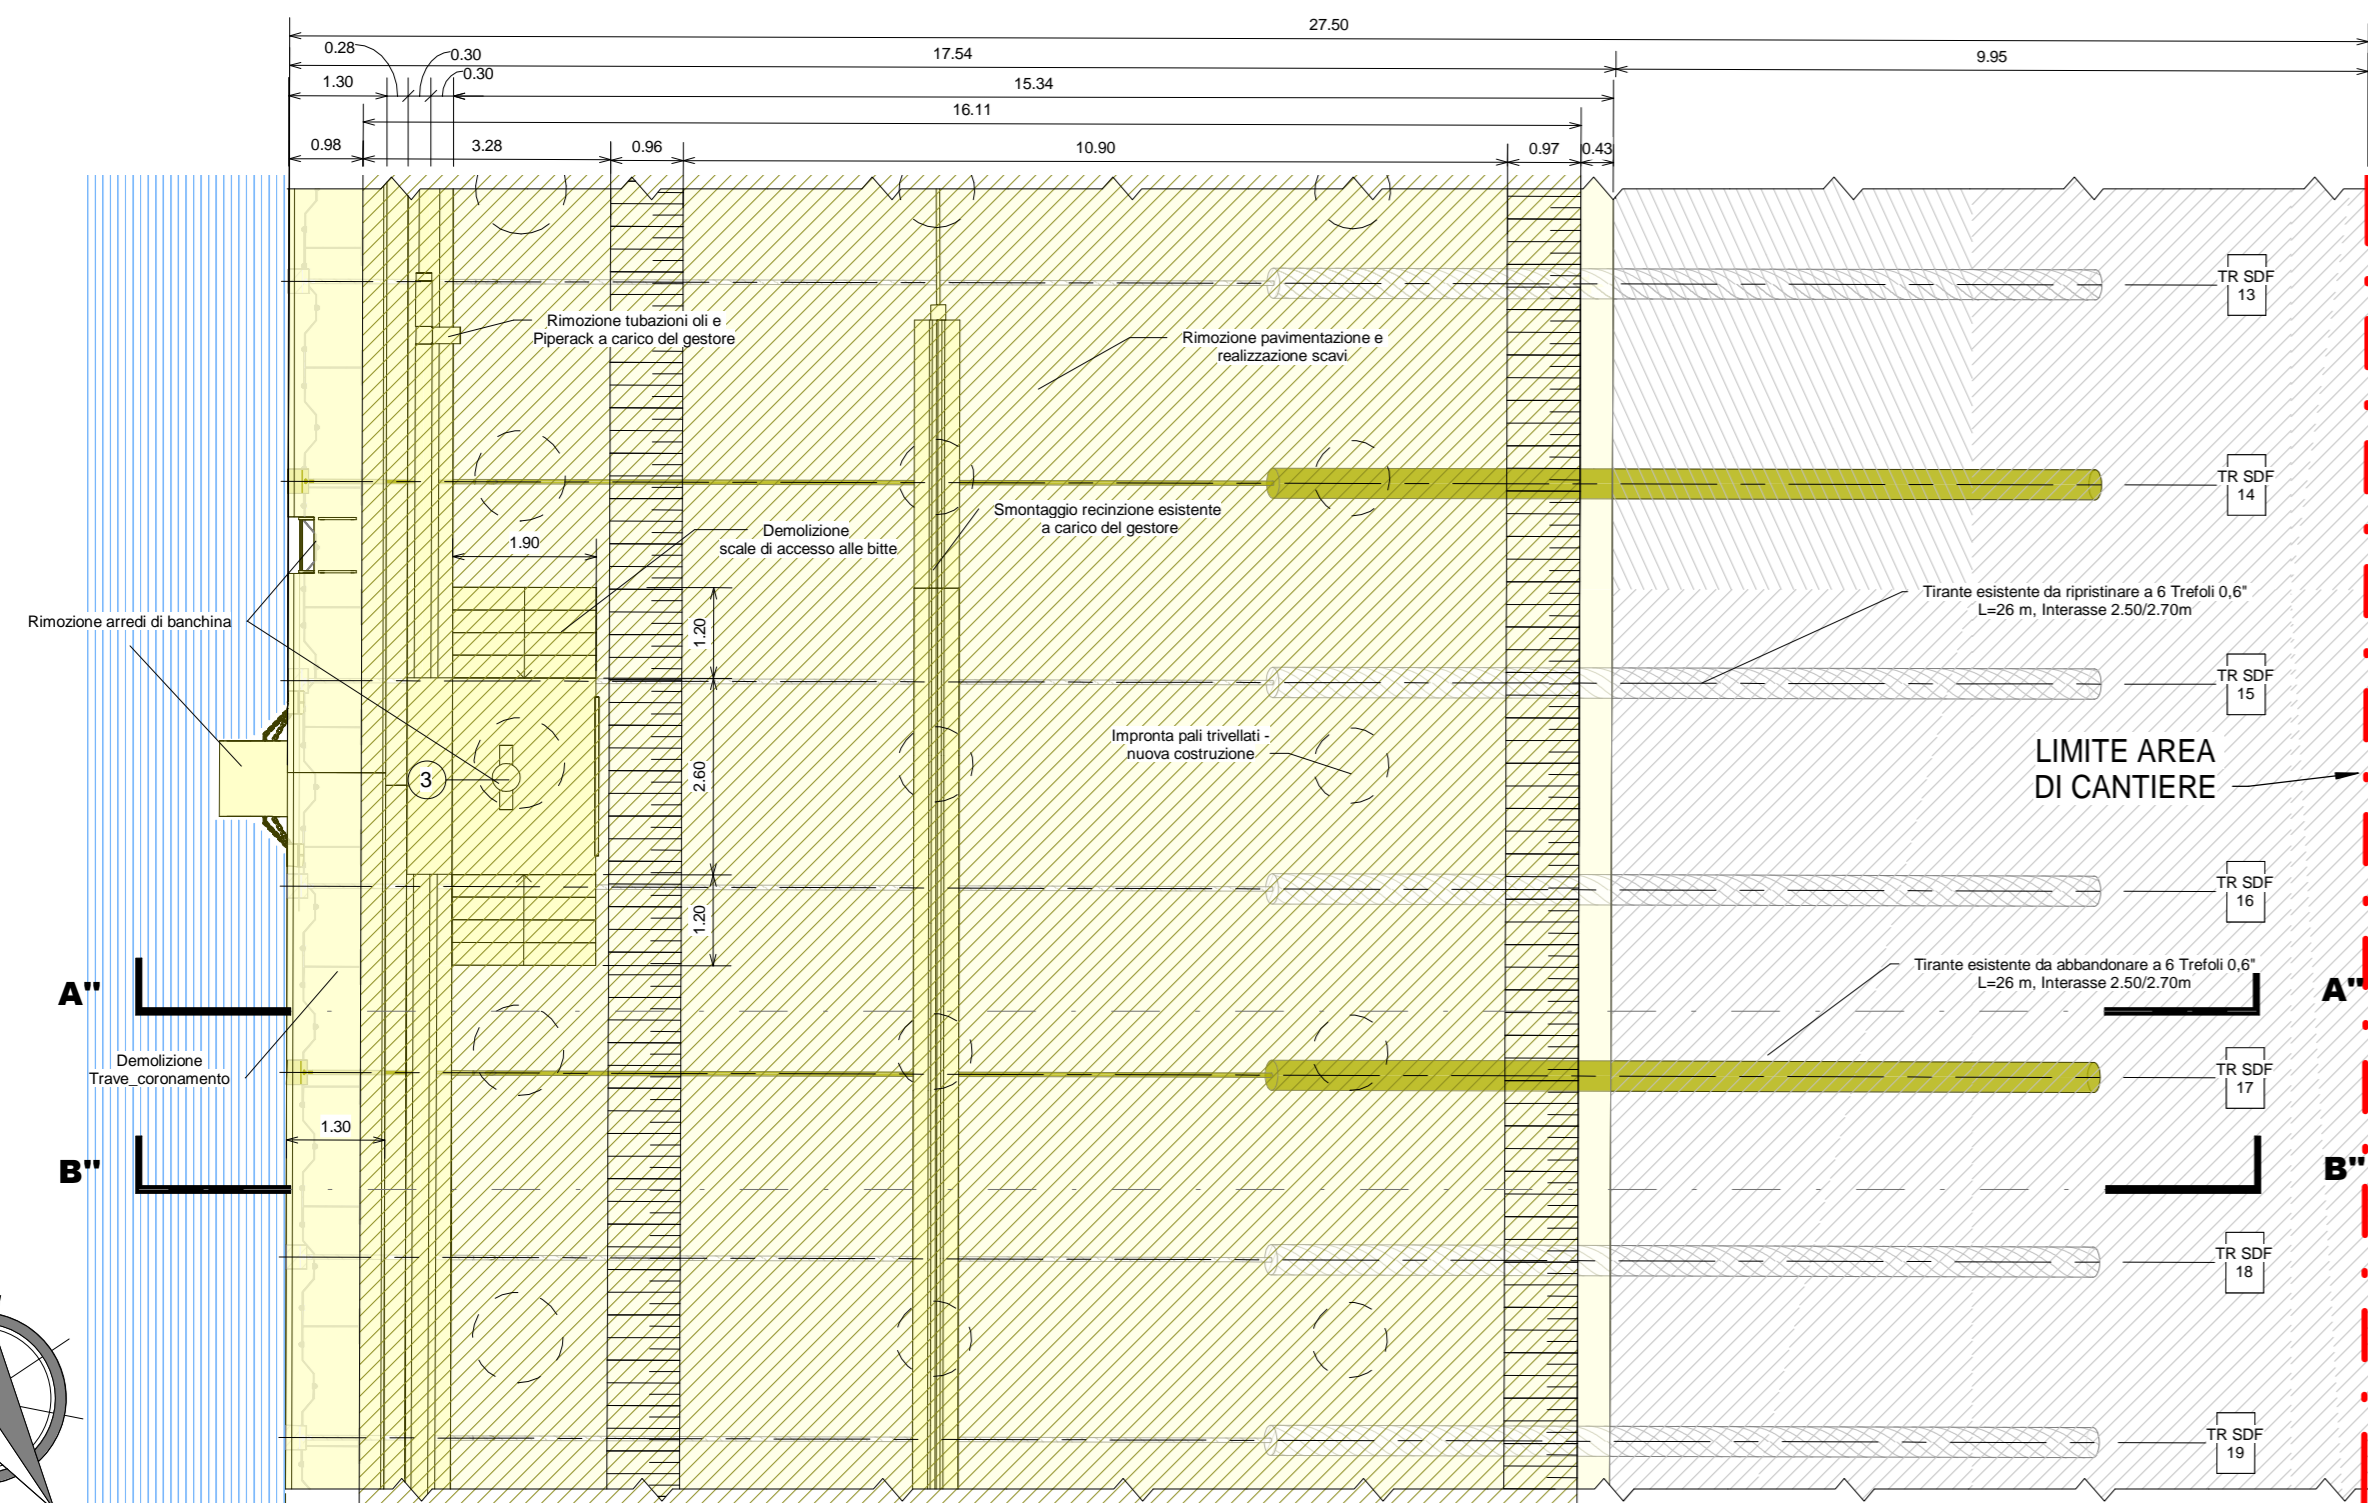 27.50
17.54
9.95
0.28
0.30
0.30
1.30
15.34
16.11
0.98
3.28
0.96
10.90
0.97
0.43
TR SDF
13
Rimozione tubazioni oli e
Piperack a carico del gestore
Rimozione pavimentazione e
realizzazione scavi
TR SDF
14
Smontaggio recinzione esistente
a carico del gestore
Demolizione
scale di accesso alle bitte
1.90
Tirante esistente da ripristinare a 6 Trefoli 0,6"
L=26 m, Interasse 2.50/2.70m
Rimozione arredi di banchina
1.20
TR SDF
15
Impronta pali trivellati -
nuova costruzione
LIMITE AREA
DI CANTIERE
3
2.60
TR SDF
16
1.20
Tirante esistente da abbandonare a 6 Trefoli 0,6"
L=26 m, Interasse 2.50/2.70m
A"
A"
Demolizione
Trave_coronamento
TR SDF
17
1.30
B"
B"
TR SDF
18
TR SDF
19